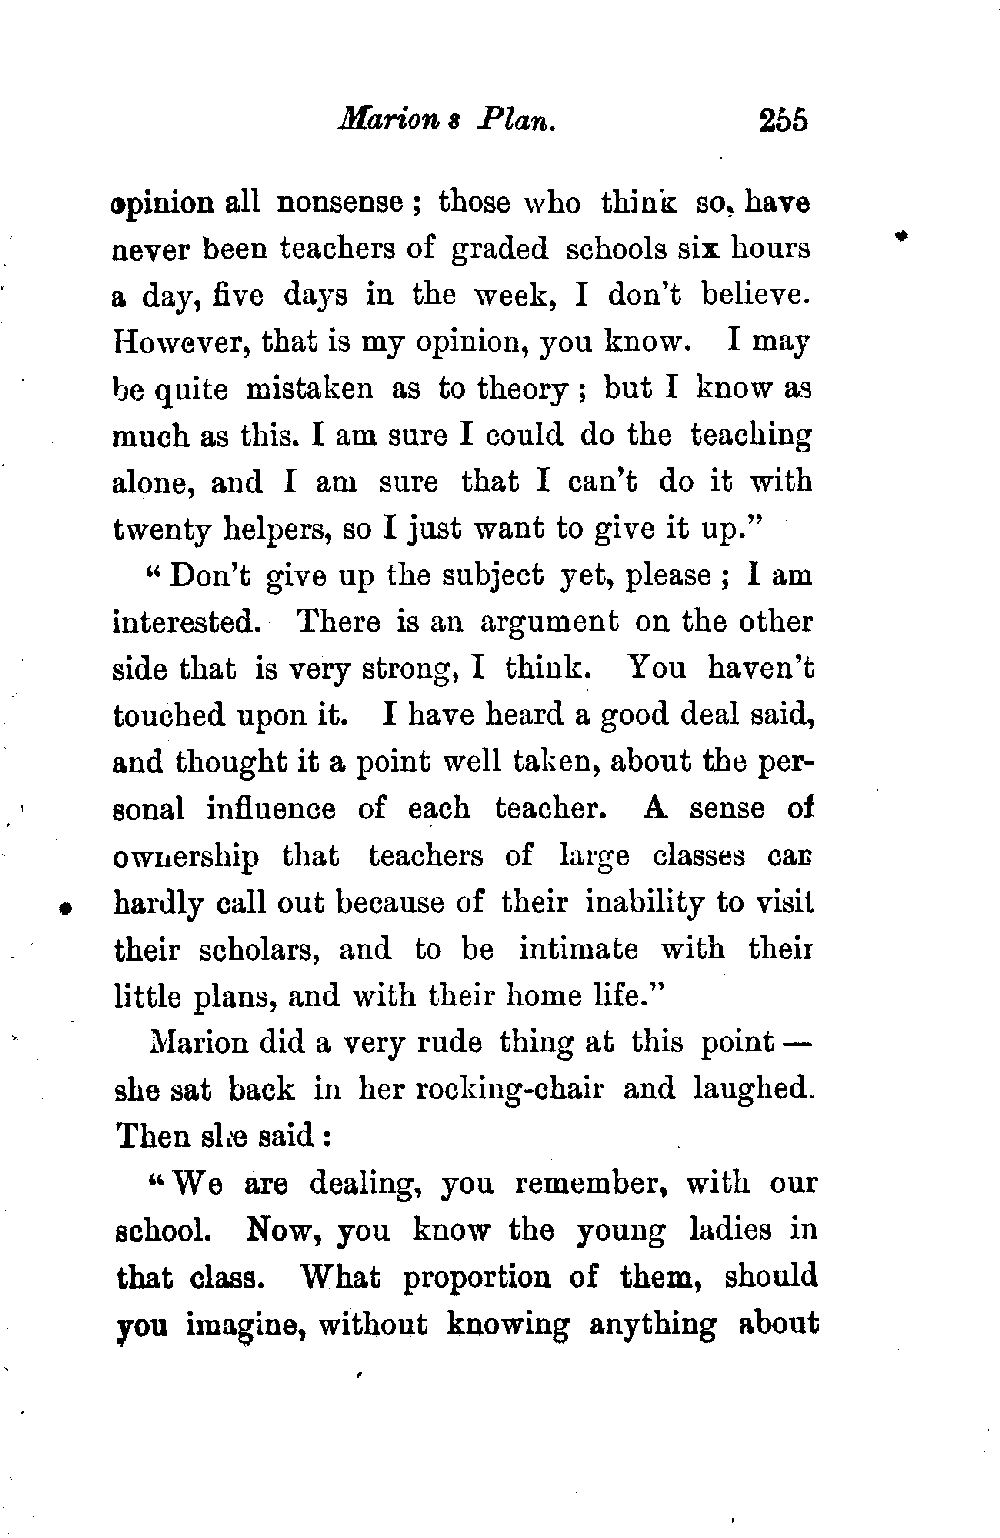 Marion s Plan. 255
opinion all nonsense ; those who think so, have
never been teachers of graded schools six hours
a day, five days in the week, I don't believe.
However, that is my opinion, you know. I may
be quite mistaken as to theory ; but I know as
much as this. I am sure I could do the teaching
alone, and I am sure that I can't do it with
twenty helpers, so I just want to give it up."
" Don't give up the subject yet, please ; I am
interested. There is an argument on the other
side that is very strong, I think. You haven't
touched upon it. I have heard a good deal said,
and thought it a point well taken, about the per-
sonal influence of each teacher. A sense of
ownership that teachers of large classes can
hardly call out because of their inability to visit
their scholars, and to be intimate with their
little plans, and with their home life."
Marion did a very rude thing at this point —
she sat back in her rocking-chair and laughed.
Then she said :
" We are dealing, you remember, with our
school. Now, you know the young ladies in
that class. What proportion of them, should
you imagine, without knowing anything about